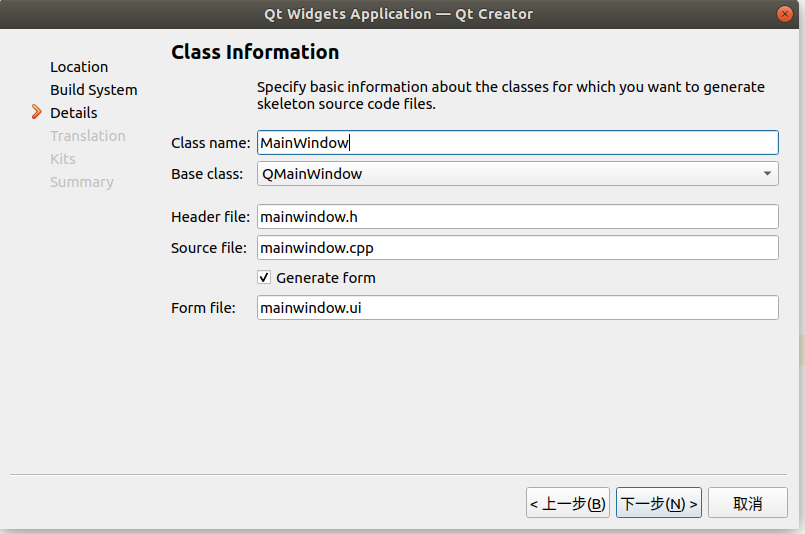 Qt Widgets Application — Qt Creator
Location
Build System
Details
Translation
Kits
Summary
Class Information
Specify basic information about the classes for which you want to generate
skeleton source code files.
Class name: MainWindow
Base class: QMainWindow
Header file: mainwindow.h
Source file: mainwindow.cpp
Generate form
Form file: mainwindow.ui
< 上一步(B) 下一步(N) > 取消